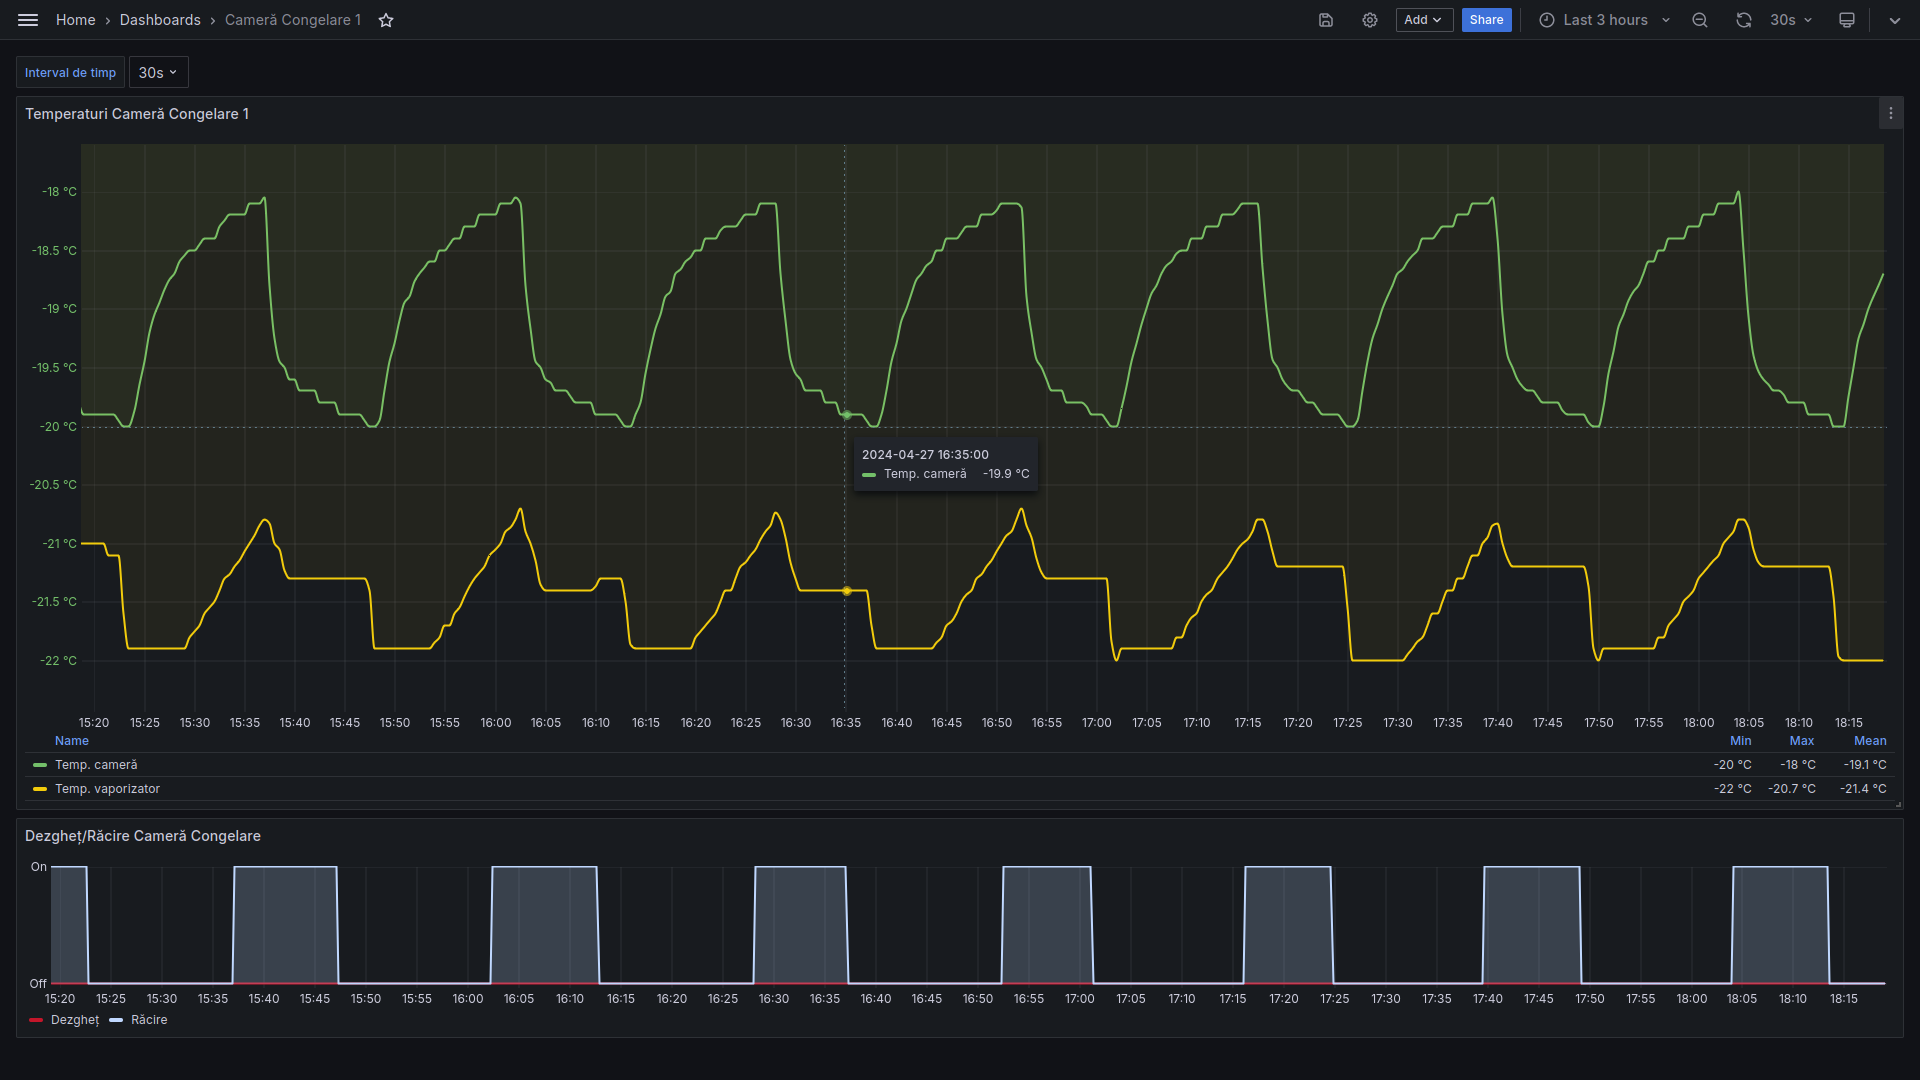 Home › Dashboards › Cameră Congelare 1
Add Share Last 3 hours 30s
Interval de timp 30s
Temperaturi Cameră Congelare 1
-18 °C
-18.5 °C
-19 °C
-19.5 °C
-20 °C
-20.5 °C
-21 °C
-21.5 °C
-22 °C
2024-04-27 16:35:00
Temp. cameră -19.9 °C
15:20 15:25 15:30 15:35 15:40 15:45 15:50 15:55 16:00 16:05 16:10 16:15 16:20 16:25 16:30 16:35 16:40 16:45 16:50 16:55 17:00 17:05 17:10 17:15 17:20 17:25 17:30 17:35 17:40 17:45 17:50 17:55 18:00 18:05 18:10 18:15
Name Min Max Mean
Temp. cameră -20 °C -18 °C -19.1 °C
Temp. vaporizator -22 °C -20.7 °C -21.4 °C
Dezgheț/Răcire Cameră Congelare
On
Off
15:20 15:25 15:30 15:35 15:40 15:45 15:50 15:55 16:00 16:05 16:10 16:15 16:20 16:25 16:30 16:35 16:40 16:45 16:50 16:55 17:00 17:05 17:10 17:15 17:20 17:25 17:30 17:35 17:40 17:45 17:50 17:55 18:00 18:05 18:10 18:15
Dezgheț Răcire